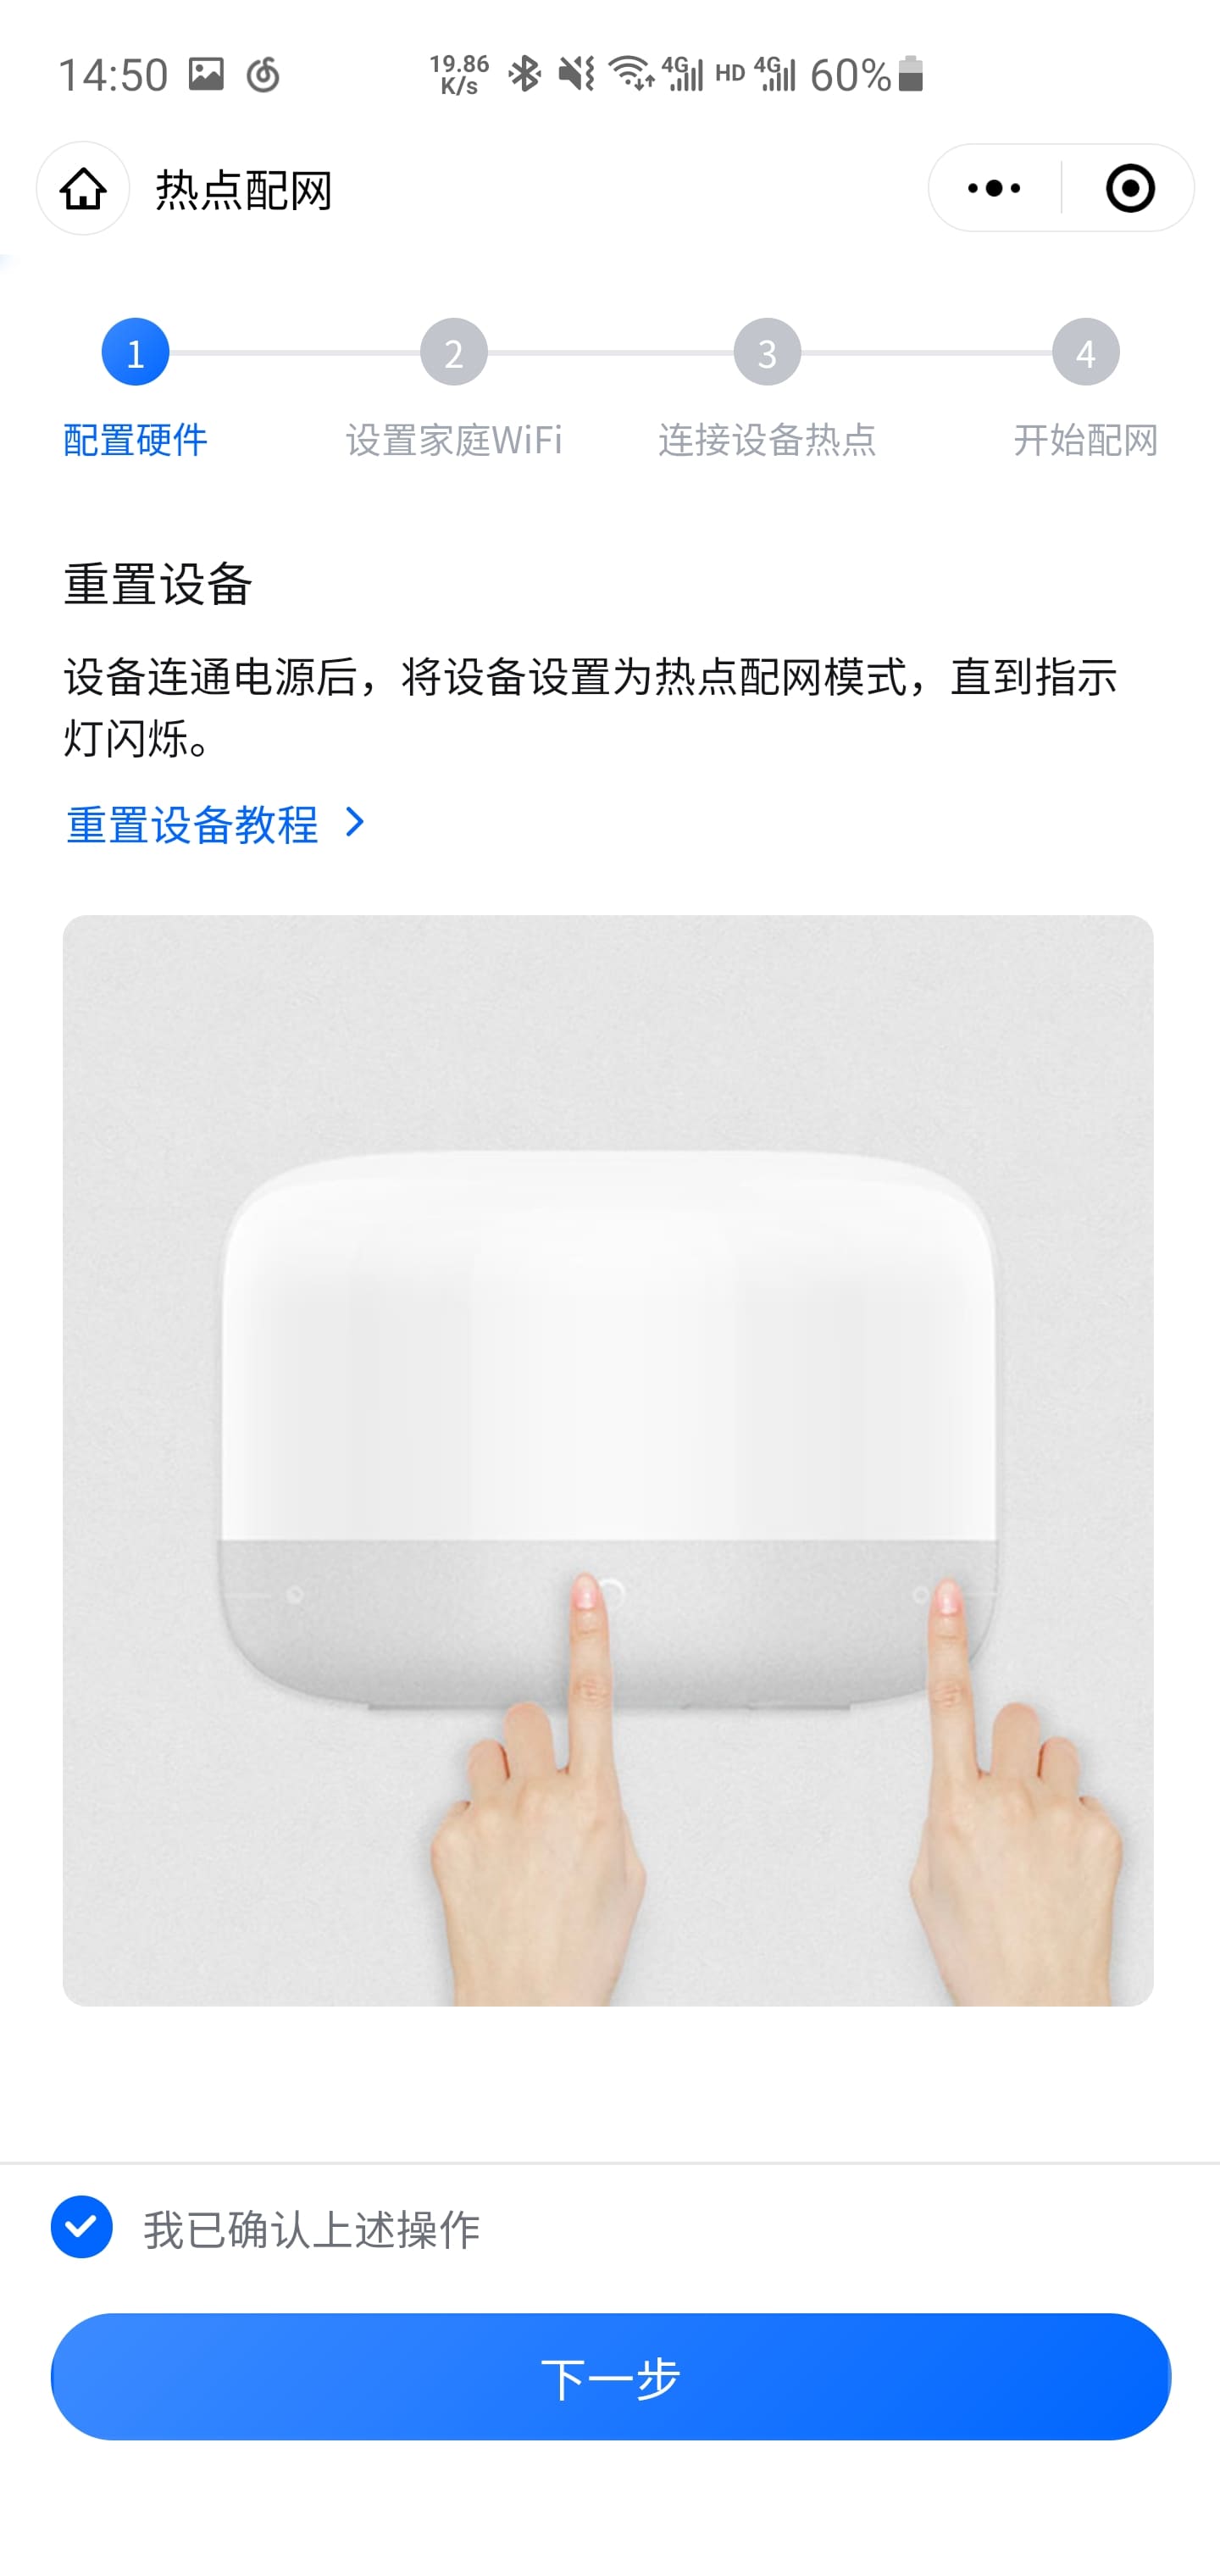 14:50
19.86
K/s
4G
HD
4G
60%
热点配网
1
2
3
4
配置硬件
设置家庭WiFi
连接设备热点
开始配网
重置设备
设备连通电源后，将设备设置为热点配网模式，直到指示
灯闪烁。
重置设备教程
我已确认上述操作
下一步